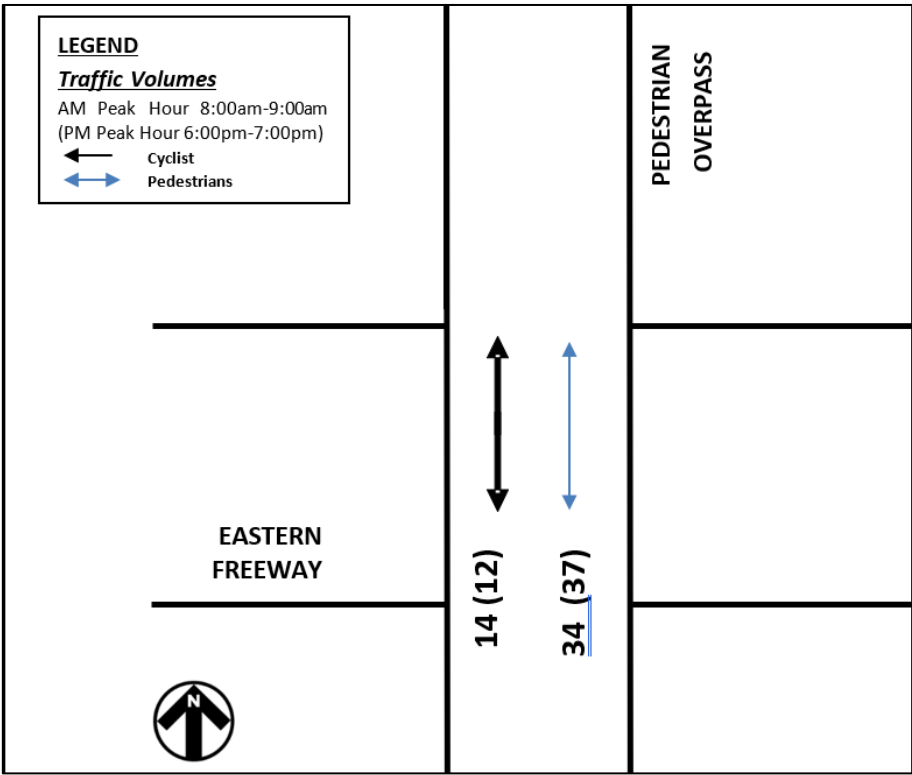 LEGEND
Traffic Volumes
AM Peak Hour 8:00am-9:00am
(PM Peak Hour 6:00pm-7:00pm)
Cyclist
Pedestrians
PEDESTRIAN
OVERPASS
EASTERN
FREEWAY
14 (12)
34 (37)
N